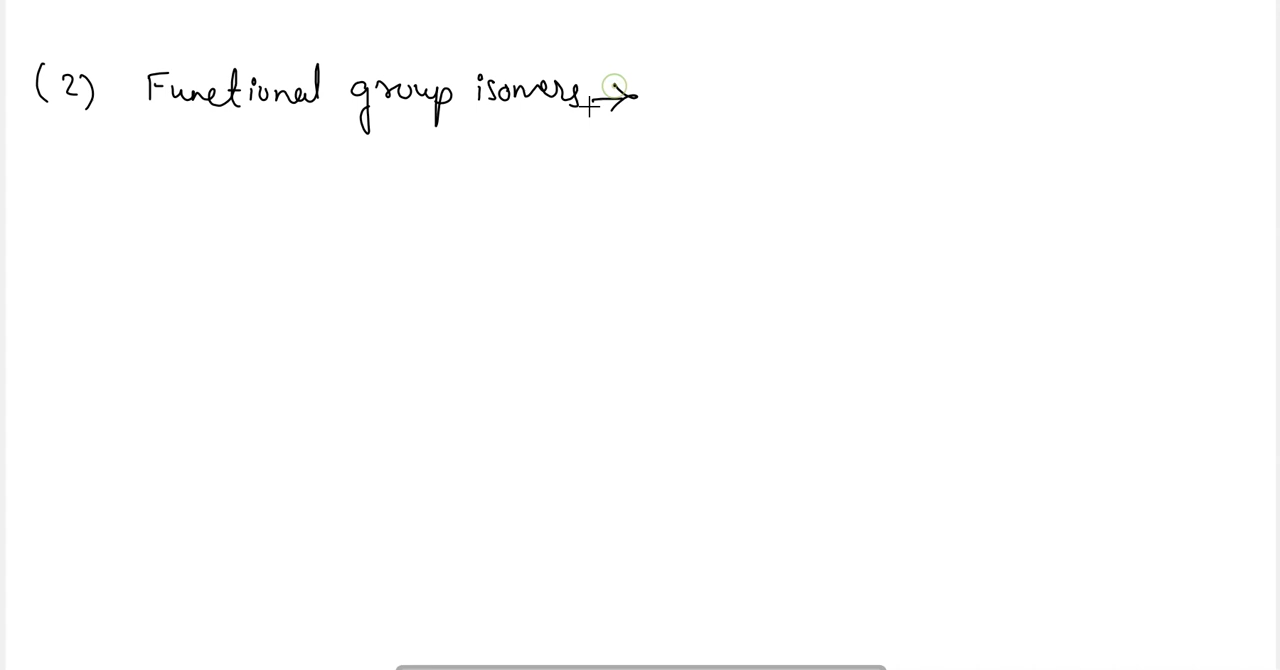 (2) Functional group isomers →